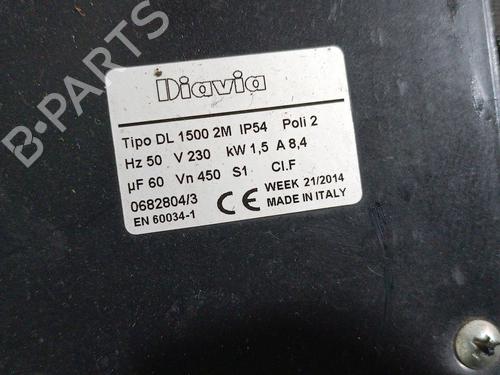 Diavia
Tipo DL 1500 2M IP54 Poli 2
Hz 50 V 230 kW 1,5 A 8,4
µF 60 Vn 450 S1 Cl.F
0682804/3 CE WEEK 21/2014
EN 60034-1 MADE IN ITALY
B-PARTS